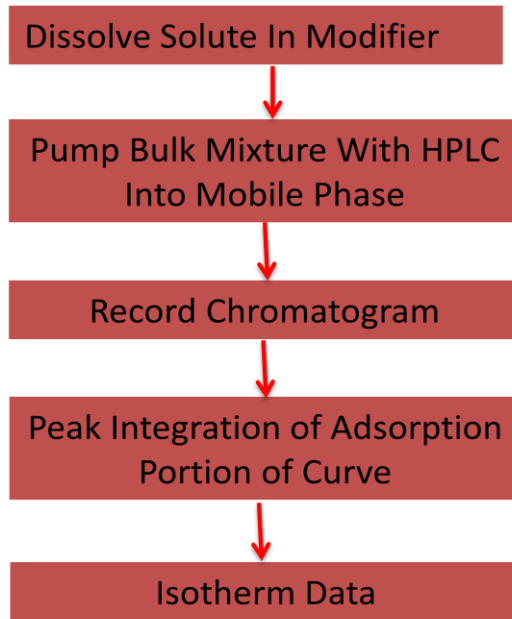 Dissolve Solute In Modifier
Pump Bulk Mixture With HPLC
Into Mobile Phase
Record Chromatogram
Peak Integration of Adsorption
Portion of Curve
Isotherm Data